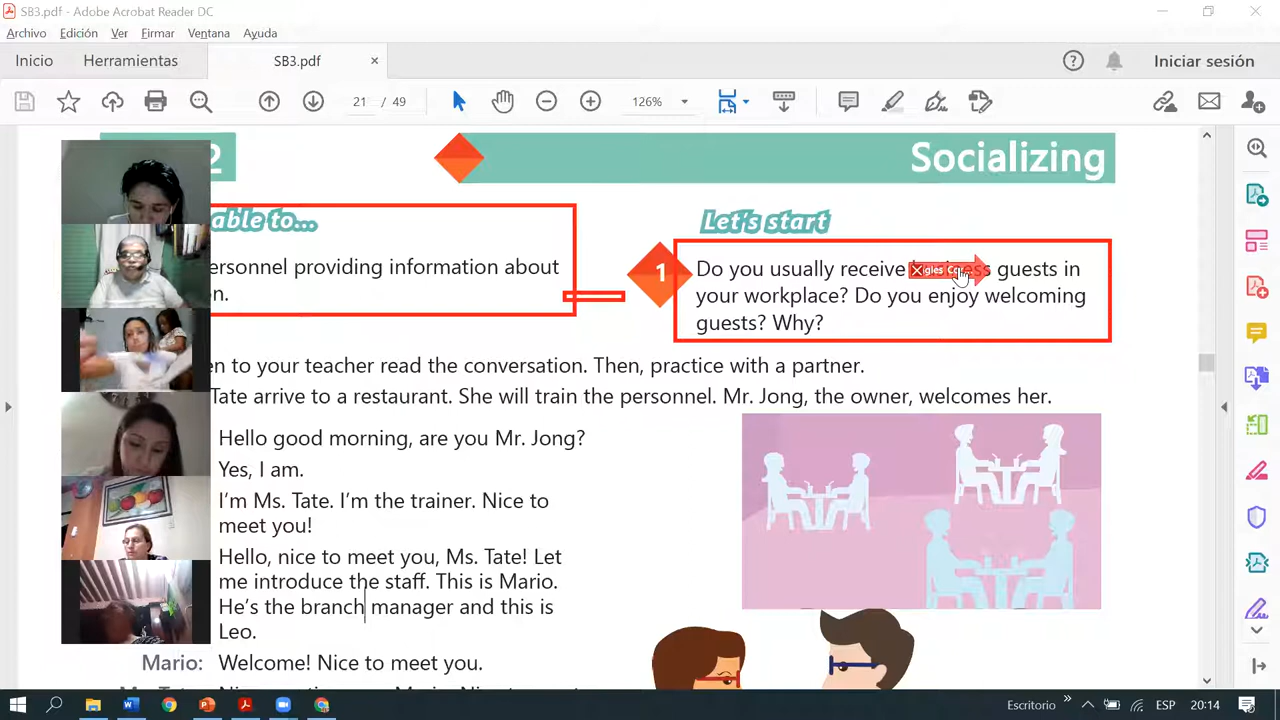 SB3.pdf - Adobe Acrobat Reader DC
Archivo Edición Ver Firmar Ventana Ayuda
Inicio Herramientas SB3.pdf × Iniciar sesión
21 / 49 126%
2 Socializing
able to...
Let's start
ersonnel providing information about
on.
1
Do you usually receive guests in
your workplace? Do you enjoy welcoming
guests? Why?
en to your teacher read the conversation. Then, practice with a partner.
Tate arrive to a restaurant. She will train the personnel. Mr. Jong, the owner, welcomes her.
Hello good morning, are you Mr. Jong?
Yes, I am.
I'm Ms. Tate. I'm the trainer. Nice to
meet you!
Hello, nice to meet you, Ms. Tate! Let
me introduce the staff. This is Mario.
He's the branch manager and this is
Leo.
Mario: Welcome! Nice to meet you.
Escritorio ESP 20:14